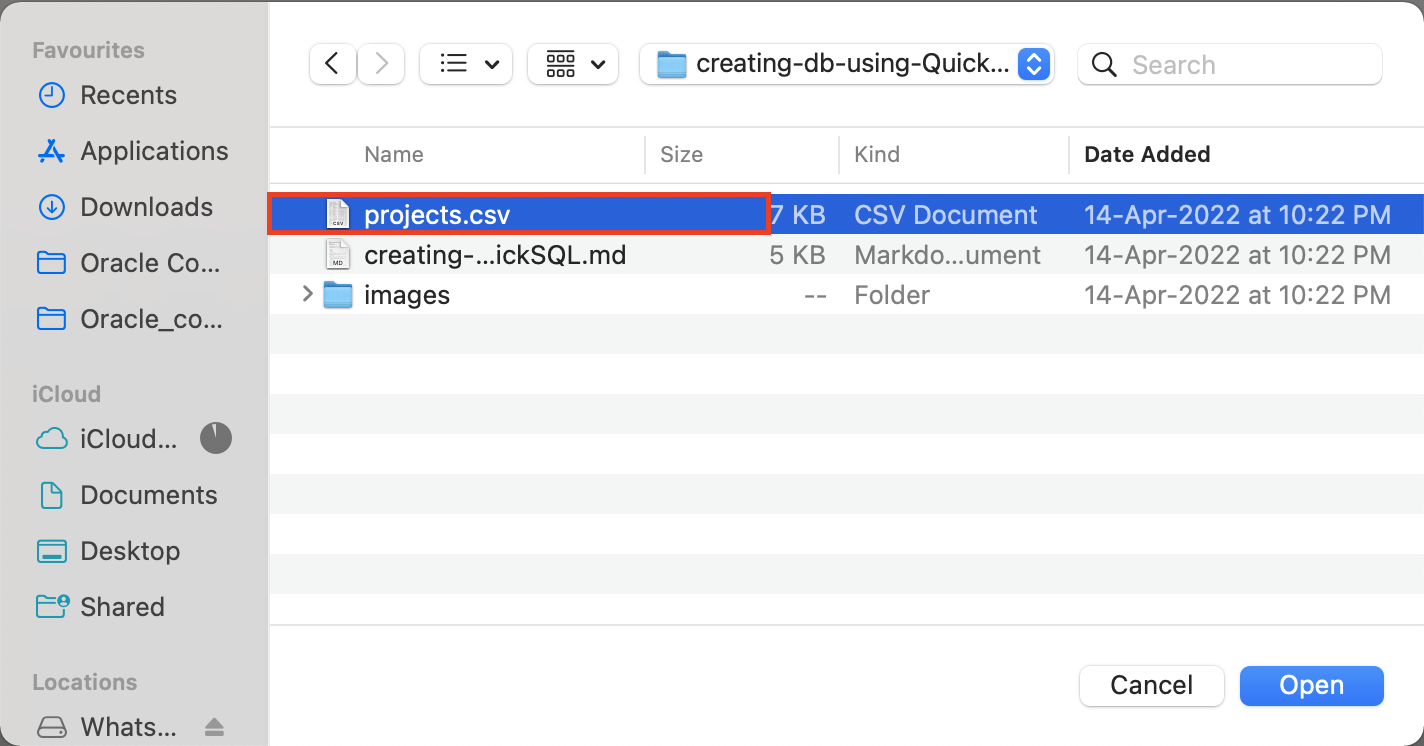 Favourites
Recents
Applications
Downloads
Oracle Co...
Oracle_co...
iCloud
iCloud...
Documents
Desktop
Shared
Locations
Whats...
creating-db-using-Quick...
Search
Name Size Kind Date Added
projects.csv 7 KB CSV Document 14-Apr-2022 at 10:22 PM
creating-...ickSQL.md 5 KB Markdo...ument 14-Apr-2022 at 10:22 PM
images -- Folder 14-Apr-2022 at 10:22 PM
Cancel Open